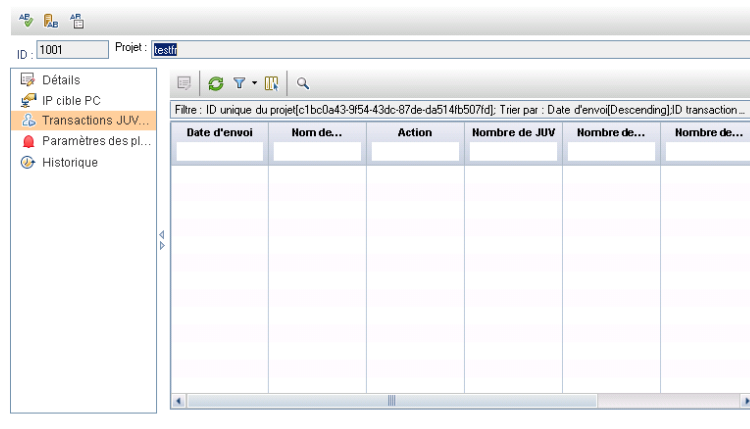 ID : 1001 Projet : testfr
Détails
IP cible PC
Transactions JUV...
Paramètres des pl...
Historique
Filtre : ID unique du projet[c1bc0a43-9f54-43dc-87de-da514fb507fd]; Trier par : Date d'envoi[Descending];ID transaction...
Date d'envoi Nom de... Action Nombre de JUV Nombre de... Nombre de...